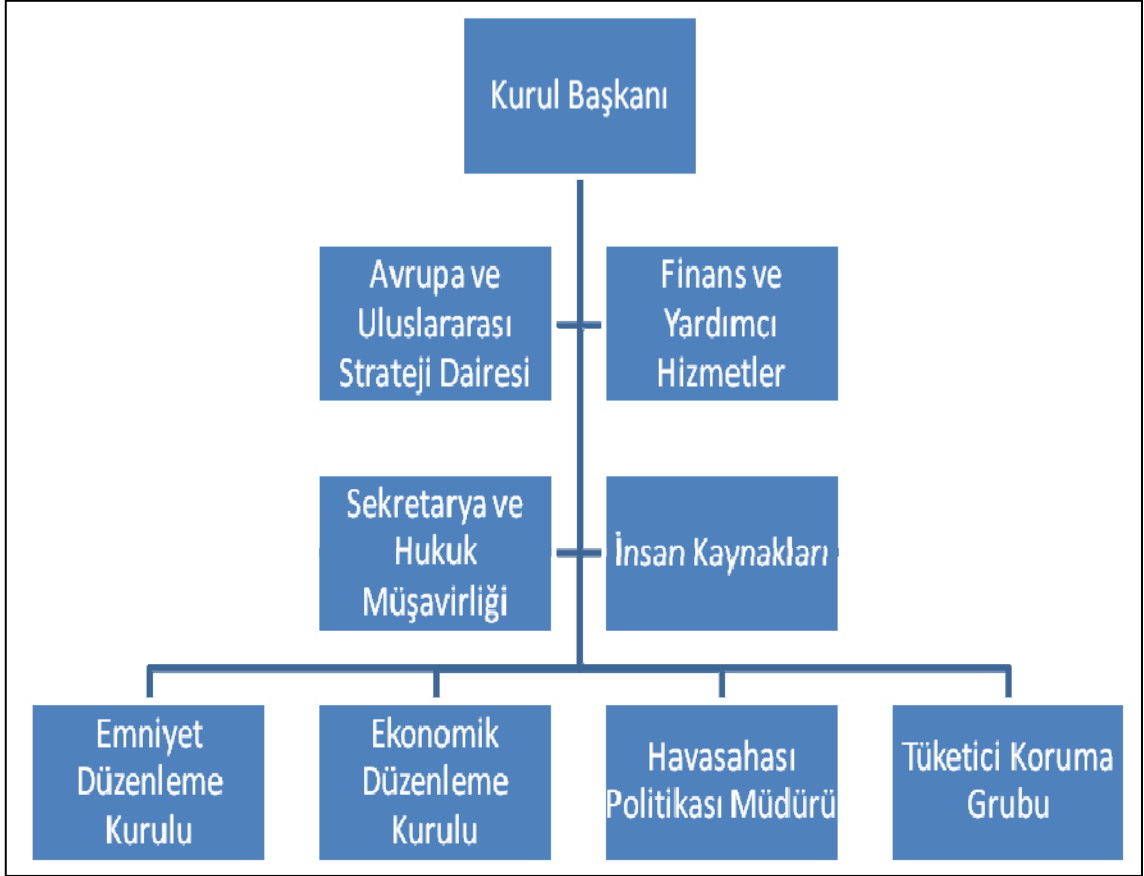 Kurul Başkanı
Avrupa ve
Uluslararası
Strateji Dairesi
Finans ve
Yardımcı
Hizmetler
Sekretarya ve
Hukuk
Müşavirliği
İnsan Kaynakları
Emniyet
Düzenleme
Kurulu
Ekonomik
Düzenleme
Kurulu
Havasahası
Politikası Müdürü
Tüketici Koruma
Grubu